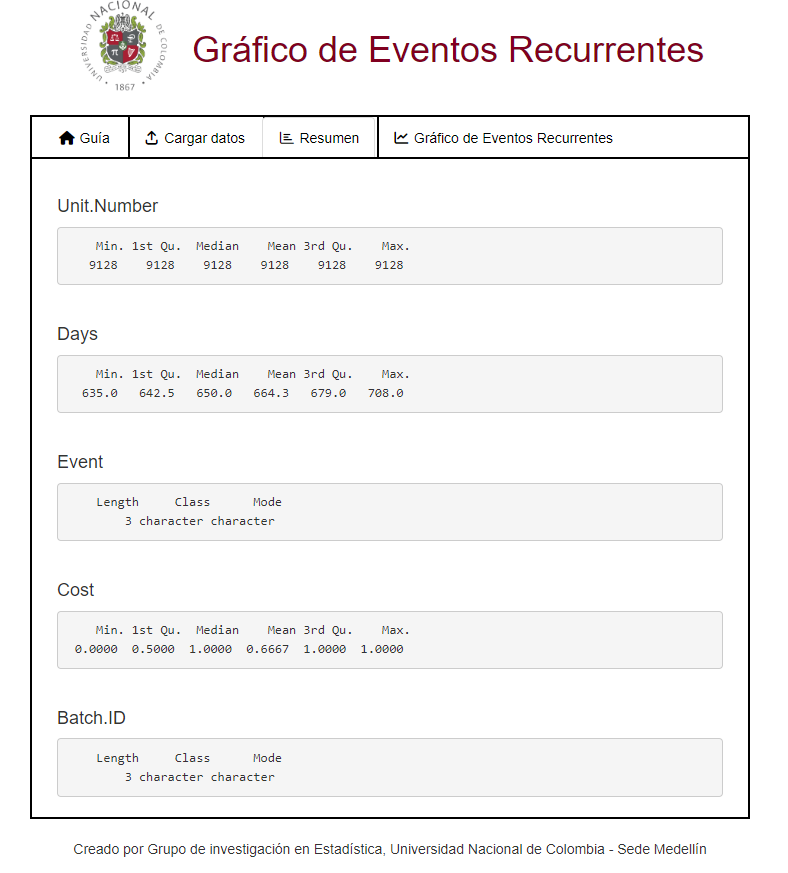 UNIVERSIDAD NACIONAL DE COLOMBIA
1867
Gráfico de Eventos Recurrentes
Guía Cargar datos Resumen Gráfico de Eventos Recurrentes
Unit.Number
Min. 1st Qu. Median Mean 3rd Qu. Max.
9128 9128 9128 9128 9128 9128
Days
Min. 1st Qu. Median Mean 3rd Qu. Max.
635.0 642.5 650.0 664.3 679.0 708.0
Event
Length Class Mode
3 character character
Cost
Min. 1st Qu. Median Mean 3rd Qu. Max.
0.0000 0.5000 1.0000 0.6667 1.0000 1.0000
Batch.ID
Length Class Mode
3 character character
Creado por Grupo de investigación en Estadística, Universidad Nacional de Colombia - Sede Medellín